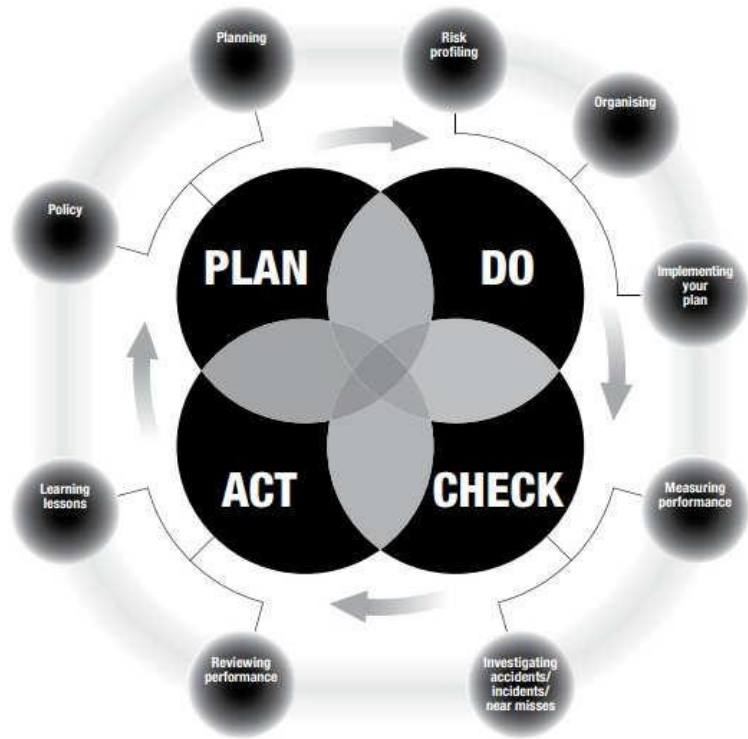 Planning
Risk
profiling
Organising
Policy
PLAN
DO
Implementing
your
plan
ACT
CHECK
Learning
lessons
Measuring
performance
Reviewing
performance
Investigating
accidents/
incidents/
near misses